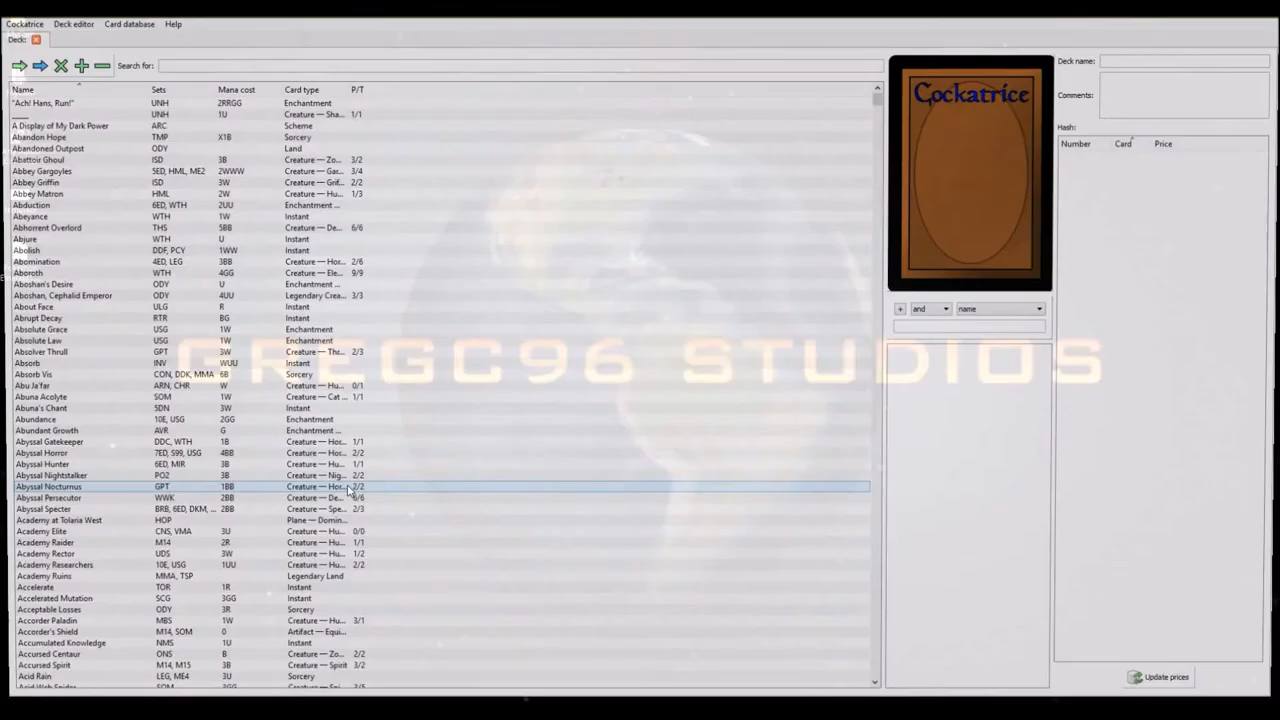 Cockatrice Deck editor Card database Help
Deck:
Search for:
Name Sets Mana cost Card type P/T
"Ach! Hans, Run!" UNH 2RRGG Enchantment
____ UNH 1U Creature — Sha... 1/1
A Display of My Dark Power ARC Scheme
Abandon Hope TMP X1B Sorcery
Abandoned Outpost ODY Land
Abattoir Ghoul ISD 3B Creature — Zo... 3/2
Abbey Gargoyles 5ED, HML, ME2 2WWW Creature — Gar... 3/4
Abbey Griffin ISD 3W Creature — Grif... 2/2
Abbey Matron HML 2W Creature — Hu... 1/3
Abduction 6ED, WTH 2UU Enchantment ...
Abeyance WTH 1W Instant
Abhorrent Overlord THS 5BB Creature — De... 6/6
Abjure WTH U Instant
Abolish DDF, PCY 1WW Instant
Abomination 4ED, LEG 3BB Creature — Hor... 2/6
Aboroth WTH 4GG Creature — Ele... 9/9
Aboshan's Desire ODY U Enchantment ...
Aboshan, Cephalid Emperor ODY 4UU Legendary Crea... 3/3
About Face ULG R Instant
Abrupt Decay RTR BG Instant
Absolute Grace USG 1W Enchantment
Absolute Law USG 1W Enchantment
Absolver Thrull GPT 3W Creature — Thr... 2/3
Absorb INV WUU Instant
Absorb Vis CON, DDK, MMA 6B Sorcery
Abu Ja'far ARN, CHR W Creature — Hu... 0/1
Abuna Acolyte SOM 1W Creature — Cat ... 1/1
Abuna's Chant 5DN 3W Instant
Abundance 10E, USG 2GG Enchantment
Abundant Growth AVR G Enchantment ...
Abyssal Gatekeeper DDC, WTH 1B Creature — Hor... 1/1
Abyssal Horror 7ED, S99, USG 4BB Creature — Hor... 2/2
Abyssal Hunter 6ED, MIR 3B Creature — Hu... 1/1
Abyssal Nightstalker PO2 3B Creature — Nig... 2/2
Abyssal Nocturnus GPT 1BB Creature — Hor... 2/2
Abyssal Persecutor WWK 2BB Creature — De... 6/6
Abyssal Specter BRB, 6ED, DKM, ... 2BB Creature — Spe... 2/3
Academy at Tolaria West HOP Plane — Domin...
Academy Elite CNS, VMA 3U Creature — Hu... 0/0
Academy Raider M14 2R Creature — Hu... 1/1
Academy Rector UDS 3W Creature — Hu... 1/2
Academy Researchers 10E, USG 1UU Creature — Hu... 2/2
Academy Ruins MMA, TSP Legendary Land
Accelerate TOR 1R Instant
Accelerated Mutation SCG 3GG Instant
Acceptable Losses ODY 3R Sorcery
Accorder Paladin MBS 1W Creature — Hu... 3/1
Accorder's Shield M14, SOM 0 Artifact — Equi...
Accumulated Knowledge NMS 1U Instant
Accursed Centaur ONS B Creature — Zo... 2/2
Accursed Spirit M14, M15 3B Creature — Spirit 3/2
Acid Rain LEG, ME4 3U Sorcery
Acid Web Spider SOM 3GG Creature — Spi... 3/5
GREGC96 STUDIOS
Cockatrice
+ and name
Deck name:
Comments:
Hash:
Number Card Price
Update prices